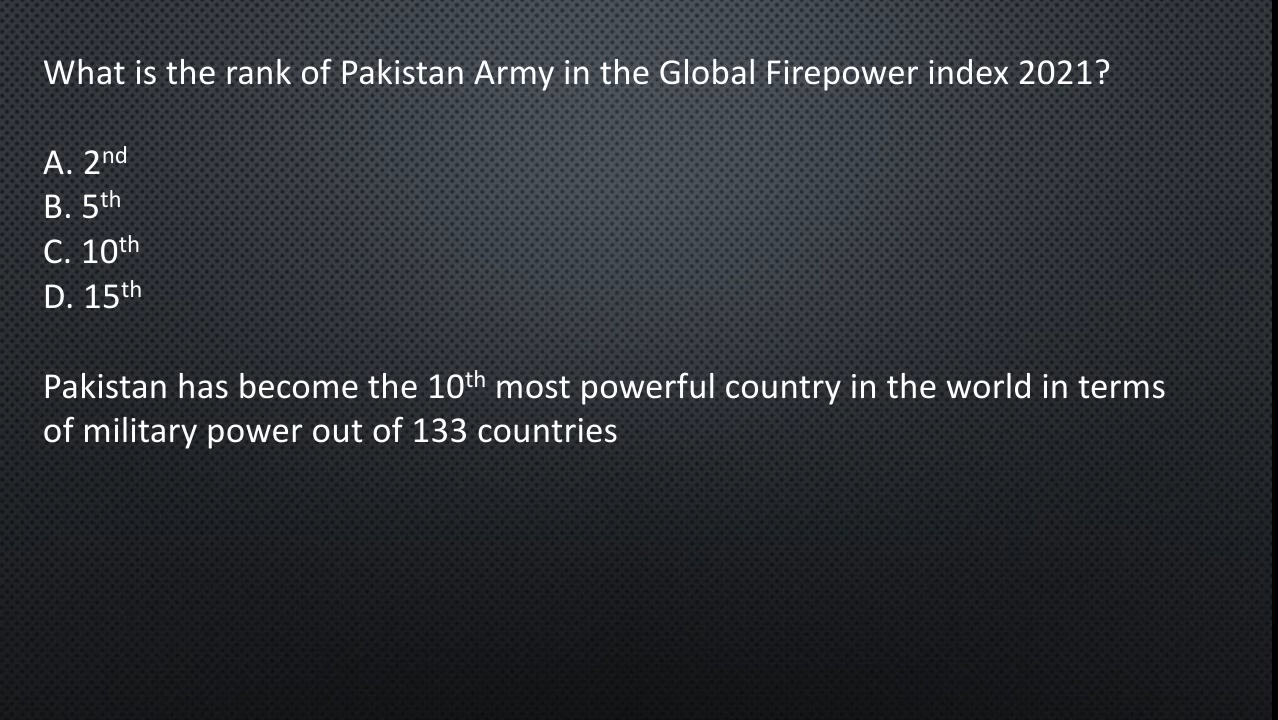 What is the rank of Pakistan Army in the Global Firepower index 2021?
A. 2nd
B. 5th
C. 10th
D. 15th
Pakistan has become the 10th most powerful country in the world in terms
of military power out of 133 countries